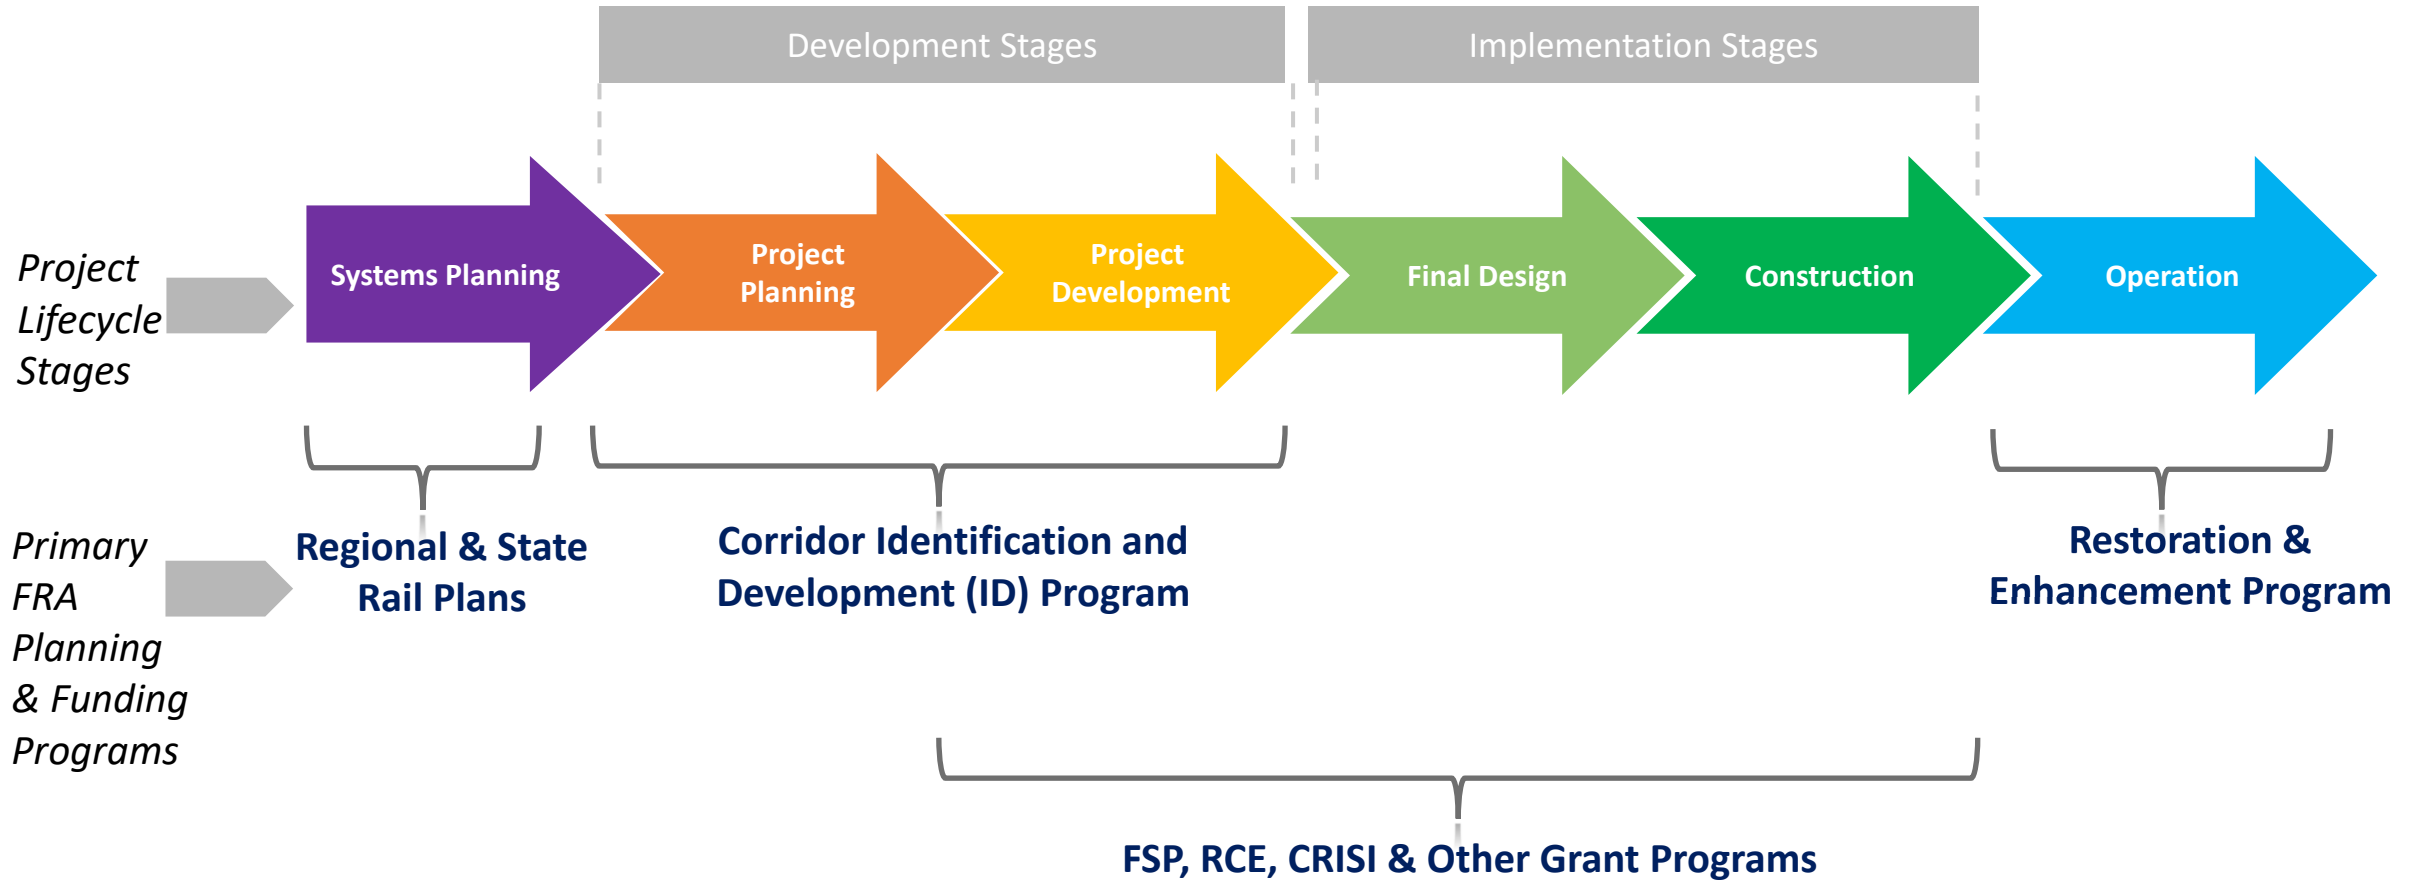 Development Stages
Implementation Stages
Project
Lifecycle
Stages
Systems Planning
Project
Planning
Project
Development
Final Design
Construction
Operation
Primary
FRA
Planning
& Funding
Programs
Regional & State
Rail Plans
Corridor Identification and
Development (ID) Program
Restoration &
Enhancement Program
FSP, RCE, CRISI & Other Grant Programs